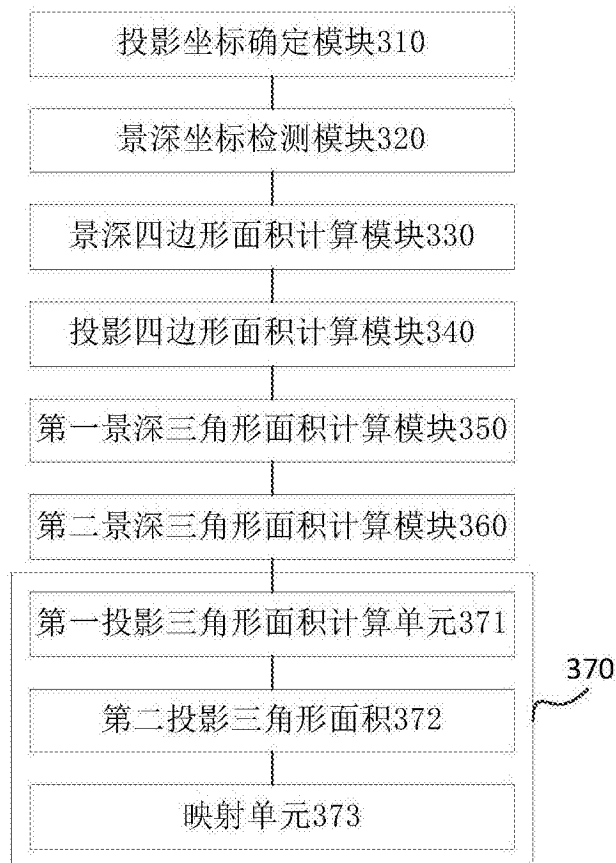 投影坐标确定模块310
景深坐标检测模块320
景深四边形面积计算模块330
投影四边形面积计算模块340
第一景深三角形面积计算模块350
第二景深三角形面积计算模块360
第一投影三角形面积计算单元371
370
第二投影三角形面积372
映射单元373